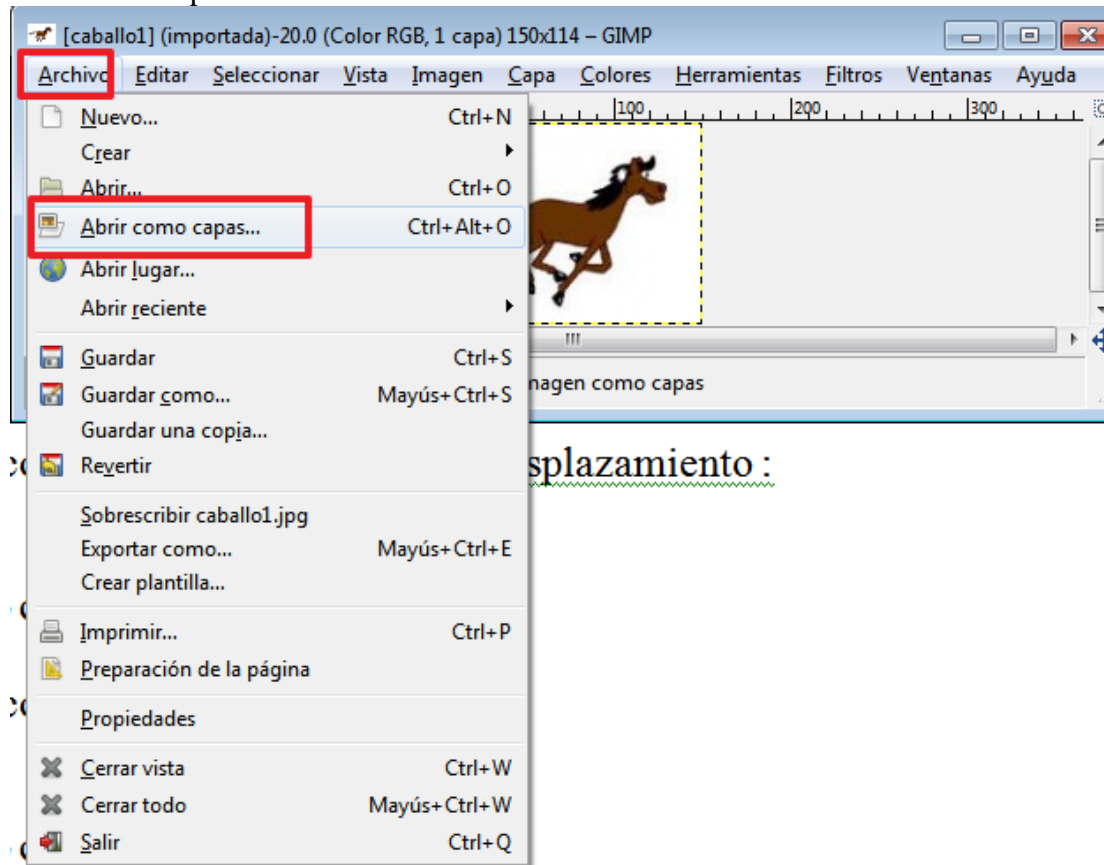 [caballo1] (importada)-20.0 (Color RGB, 1 capa) 150x114 – GIMP
Archivo Editar Seleccionar Vista Imagen Capa Colores Herramientas Filtros Ventanas Ayuda
100 200 300
Nuevo... Ctrl+N
Crear
Abrir... Ctrl+O
Abrir como capas... Ctrl+Alt+O
Abrir lugar...
Abrir reciente
Guardar Ctrl+S
Guardar como... Mayús+Ctrl+S
como capas
Guardar una copia...
Revertir
splazamiento :
Sobrescribir caballo1.jpg
Exportar como... Mayús+Ctrl+E
Crear plantilla...
Imprimir... Ctrl+P
Preparación de la página
Propiedades
Cerrar vista Ctrl+W
Cerrar todo Mayús+Ctrl+W
Salir Ctrl+Q